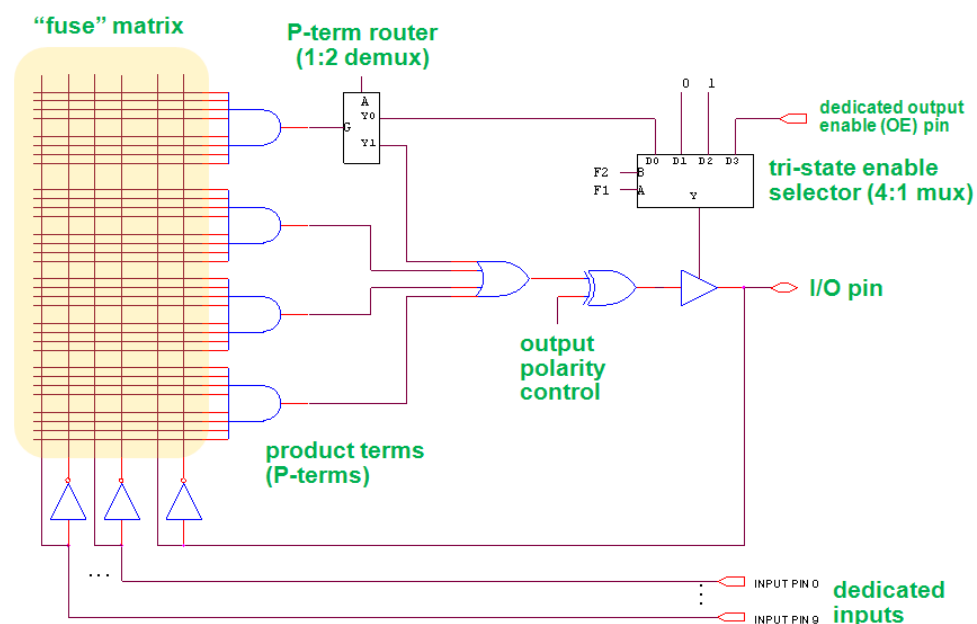 “fuse” matrix
P-term router
(1:2 demux)
A
G
Y0
Y1
0 1
dedicated output
enable (OE) pin
D0 D1 D2 D3
F2
F1
B
A
Y
tri-state enable
selector (4:1 mux)
I/O pin
output
polarity
control
product terms
(P-terms)
...
INPUT PIN 0
⋮
INPUT PIN 9
dedicated
inputs